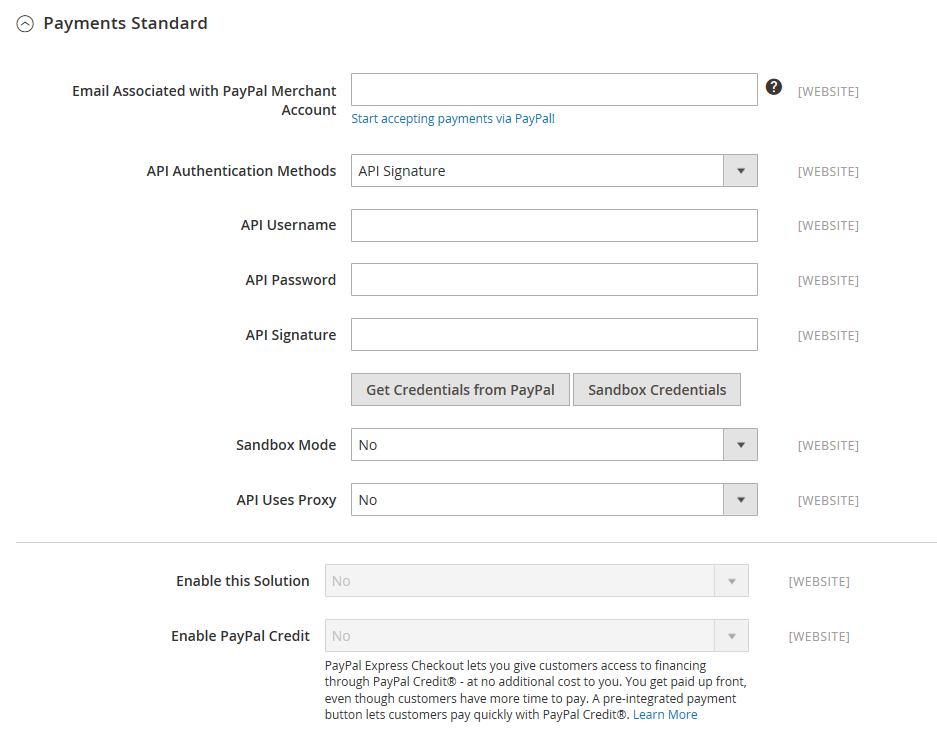 Payments Standard
Email Associated with PayPal Merchant
Account
? [WEBSITE]
Start accepting payments via PayPal!
API Authentication Methods API Signature [WEBSITE]
API Username [WEBSITE]
API Password [WEBSITE]
API Signature [WEBSITE]
Get Credentials from PayPal Sandbox Credentials
Sandbox Mode No [WEBSITE]
API Uses Proxy No [WEBSITE]
Enable this Solution No [WEBSITE]
Enable PayPal Credit No [WEBSITE]
PayPal Express Checkout lets you give customers access to financing
through PayPal Credit® - at no additional cost to you. You get paid up front,
even though customers have more time to pay. A pre-integrated payment
button lets customers pay quickly with PayPal Credit®. Learn More